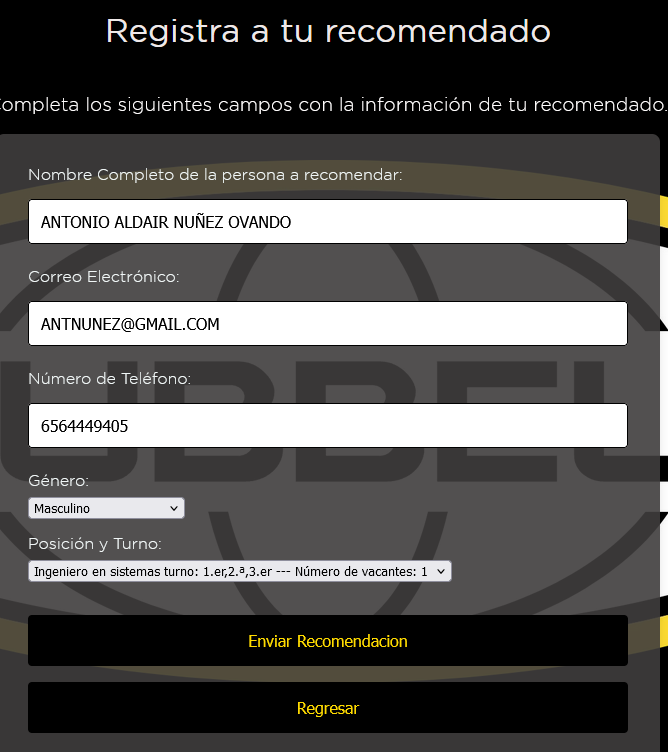 Registra a tu recomendado
Completa los siguientes campos con la información de tu recomendado.
Nombre Completo de la persona a recomendar:
ANTONIO ALDAIR NUÑEZ OVANDO
Correo Electrónico:
ANTNUNEZ@GMAIL.COM
Número de Teléfono:
6564449405
Género:
Masculino
Posición y Turno:
Ingeniero en sistemas turno: 1.er,2.ª,3.er --- Número de vacantes: 1
Enviar Recomendacion
Regresar